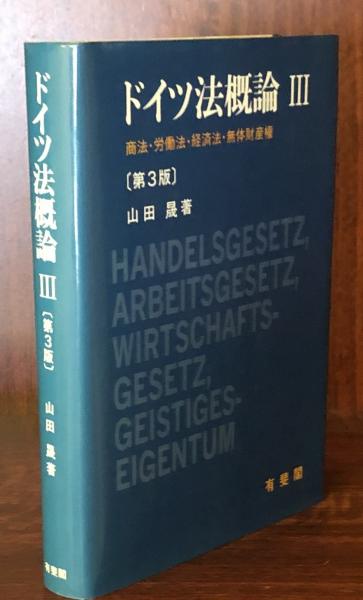 ドイツ法概論 III
商法・労働法・経済法・無体財産権
〔第3版〕
山田 晟 著
HANDELSGESETZ,
ARBEITSGESETZ,
WIRTSCHAFTS-
GESETZ,
GEISTIGES-
EIGENTUM
有斐閣
ドイツ法概論 III
〔第3版〕
山田 晟 著
有斐閣